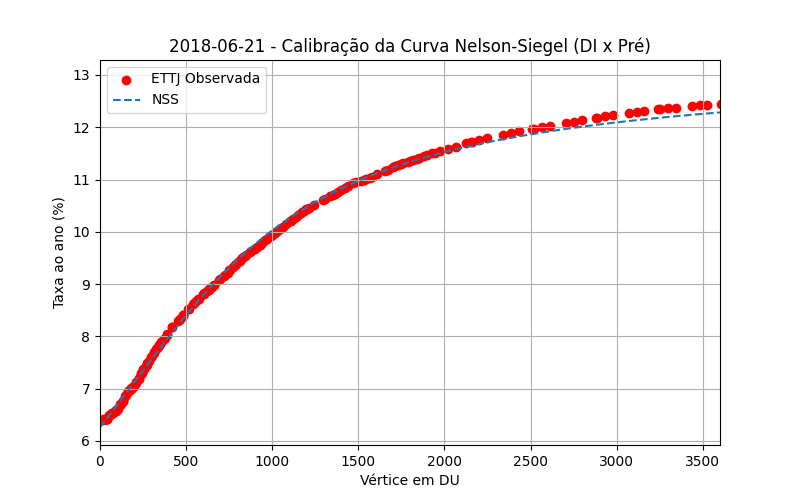 2018-06-21 - Calibração da Curva Nelson-Siegel (DI x Pré)
ETTJ Observada
NSS
Taxa ao ano (%)
13
12
11
10
9
8
7
6
0 500 1000 1500 2000 2500 3000 3500
Vértice em DU